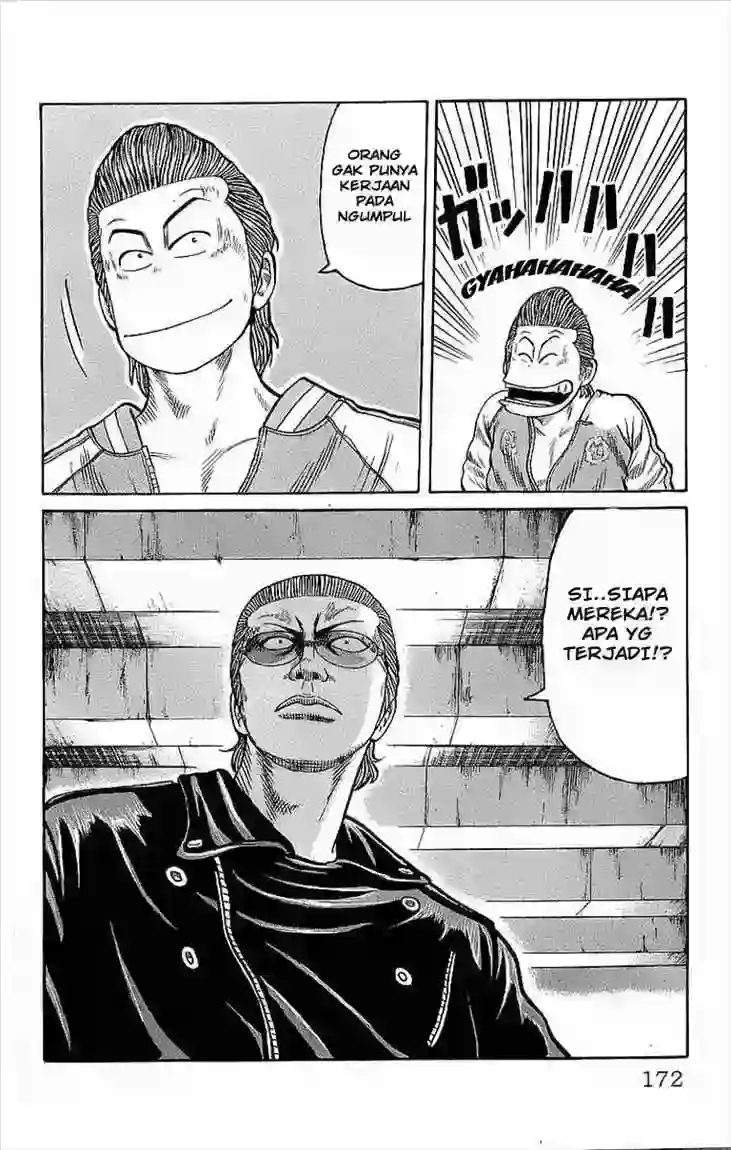 ガッハハハハ
GYAHAHAHAHA
ORANG
GAK PUNYA
KERJAAN
PADA
NGUMPUL
SI..SIAPA
MEREKA!?
APA YG
TERJADI!?
172